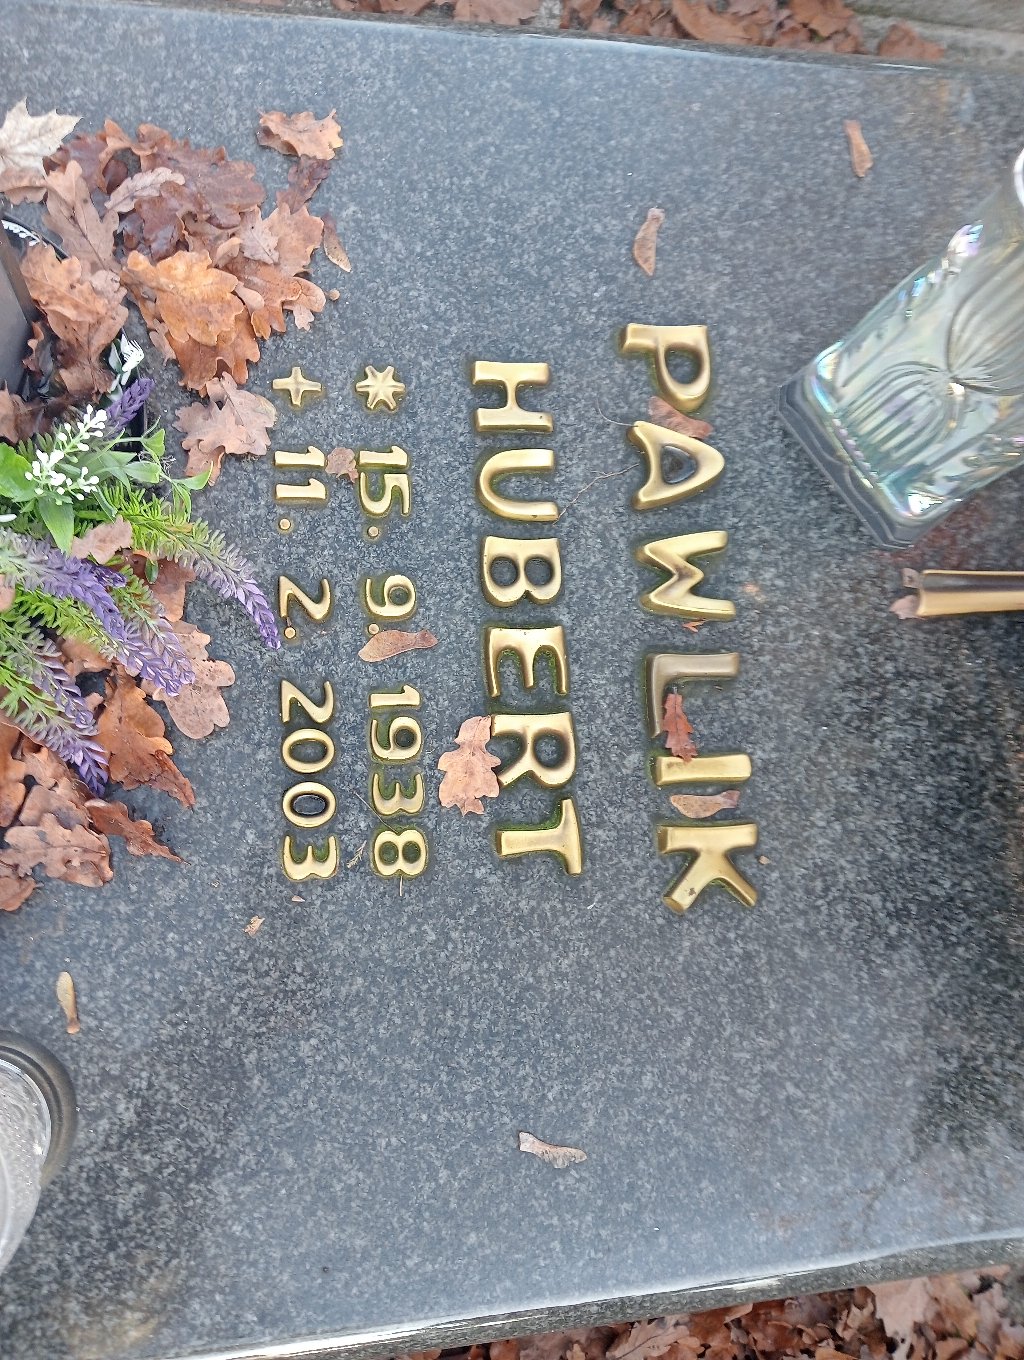 PAWLIK
HUBERT
* 15. 9. 1938
+ 11. 2. 2003